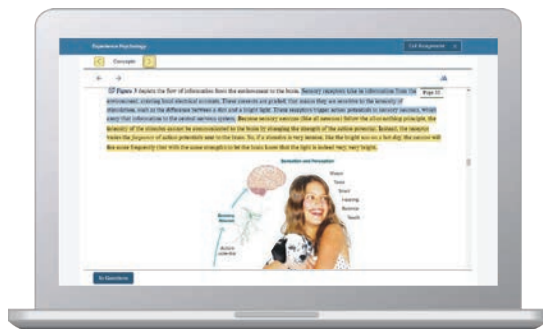 Experience Psychology
Exit Assignment
Concepts
Figure 3 depicts the flow of information from the environment to the brain. Sensory receptors take in information from the
Page 82
environment, creating local electrical currents. These currents are graded; that means they are sensitive to the intensity of
stimulation, such as the difference between a dim and a bright light. These receptors trigger action potentials in sensory neurons, which
carry that information to the central nervous system. Because sensory neurons (like all neurons) follow the all-or-nothing principle, the
intensity of the stimulus cannot be communicated to the brain by changing the strength of the action potential. Instead, the receptor
varies the frequency of action potentials sent to the brain. So, if a stimulus is very intense, like the bright sun on a hot day, the neuron will
fire more frequently (but with the same strength) to let the brain know that the light is indeed very, very bright.
Sensation and Perception
Vision
Taste
Smell
Hearing
Balance
Touch
Sensory
Neuron
Action
potential
To Questions